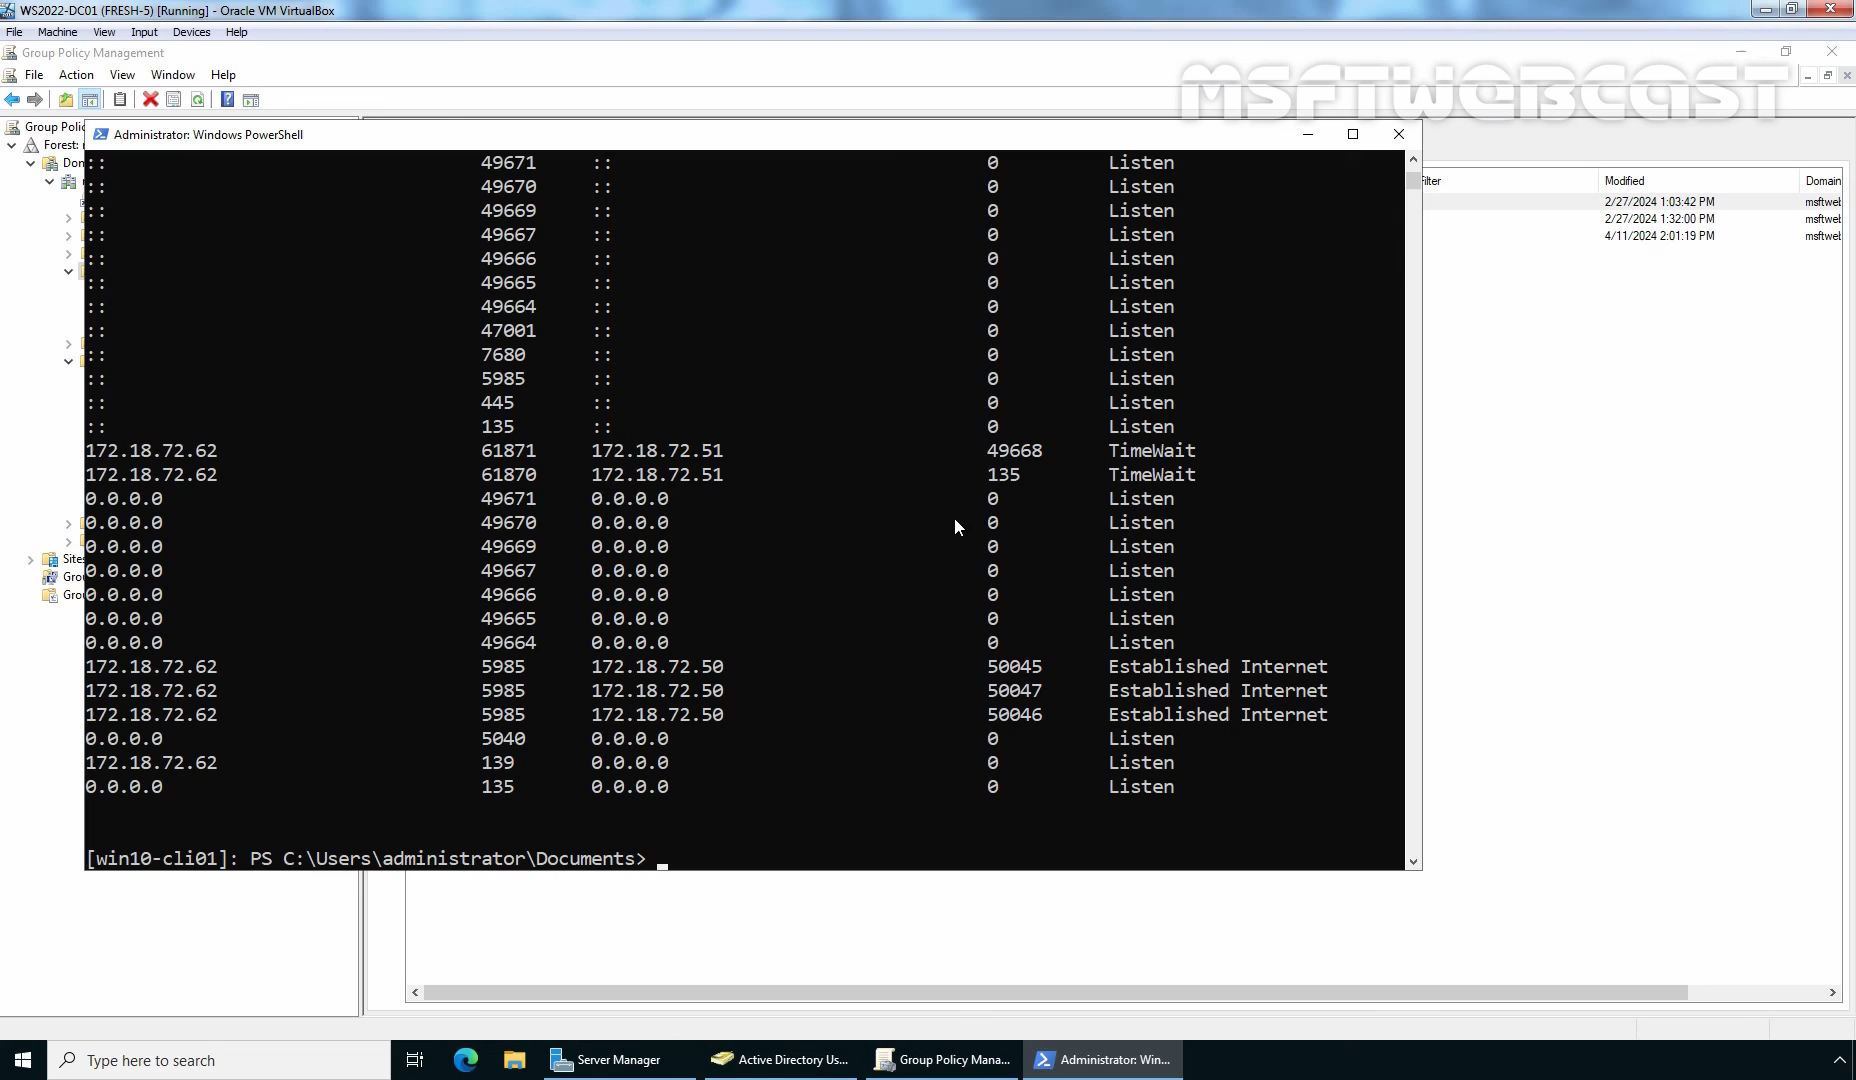 WS2022-DC01 (FRESH-5) [Running] - Oracle VM VirtualBox
File Machine View Input Devices Help
Group Policy Management
File Action View Window Help
MSFTWEBCAST
Group Polic
Administrator: Windows PowerShell
Forest:
Dom
Filter Modified Domain
2/27/2024 1:03:42 PM msftweb
2/27/2024 1:32:00 PM msftweb
4/11/2024 2:01:19 PM msftweb
:: 49671 :: 0 Listen
:: 49670 :: 0 Listen
:: 49669 :: 0 Listen
:: 49667 :: 0 Listen
:: 49666 :: 0 Listen
:: 49665 :: 0 Listen
:: 49664 :: 0 Listen
:: 47001 :: 0 Listen
:: 7680 :: 0 Listen
:: 5985 :: 0 Listen
:: 445 :: 0 Listen
:: 135 :: 0 Listen
172.18.72.62 61871 172.18.72.51 49668 TimeWait
172.18.72.62 61870 172.18.72.51 135 TimeWait
0.0.0.0 49671 0.0.0.0 0 Listen
0.0.0.0 49670 0.0.0.0 0 Listen
0.0.0.0 49669 0.0.0.0 0 Listen
0.0.0.0 49667 0.0.0.0 0 Listen
0.0.0.0 49666 0.0.0.0 0 Listen
0.0.0.0 49665 0.0.0.0 0 Listen
0.0.0.0 49664 0.0.0.0 0 Listen
172.18.72.62 5985 172.18.72.50 50045 Established Internet
172.18.72.62 5985 172.18.72.50 50047 Established Internet
172.18.72.62 5985 172.18.72.50 50046 Established Internet
0.0.0.0 5040 0.0.0.0 0 Listen
172.18.72.62 139 0.0.0.0 0 Listen
0.0.0.0 135 0.0.0.0 0 Listen
[win10-cli01]: PS C:\Users\administrator\Documents>
Sites
Grou
Grou
Type here to search
Server Manager
Active Directory Us...
Group Policy Mana...
Administrator: Win...